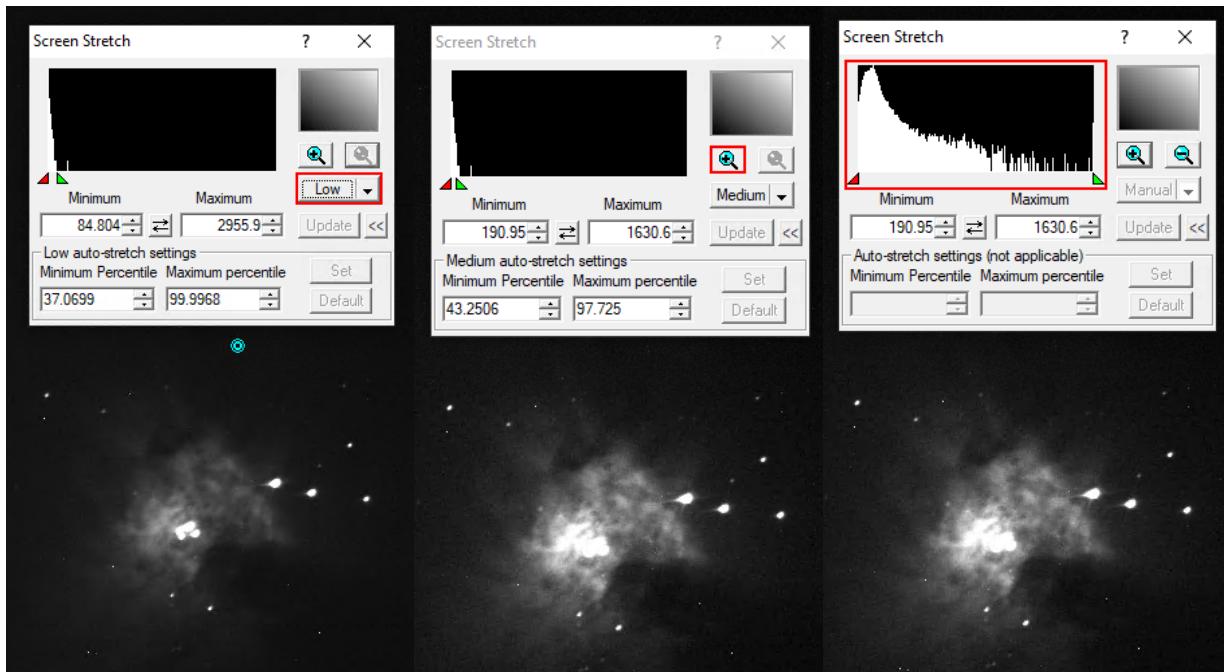 Screen Stretch ? ×
Low
Minimum Maximum
84.804 2955.9 Update <<
Low auto-stretch settings
Minimum Percentile Maximum percentile Set
37.0699 99.9968 Default
Screen Stretch ? ×
Medium
Minimum Maximum
190.95 1630.6 Update <<
Medium auto-stretch settings
Minimum Percentile Maximum percentile Set
43.2506 97.725 Default
Screen Stretch ? ×
Manual
Minimum Maximum
190.95 1630.6 Update <<
Auto-stretch settings (not applicable)
Minimum Percentile Maximum percentile Set
Default